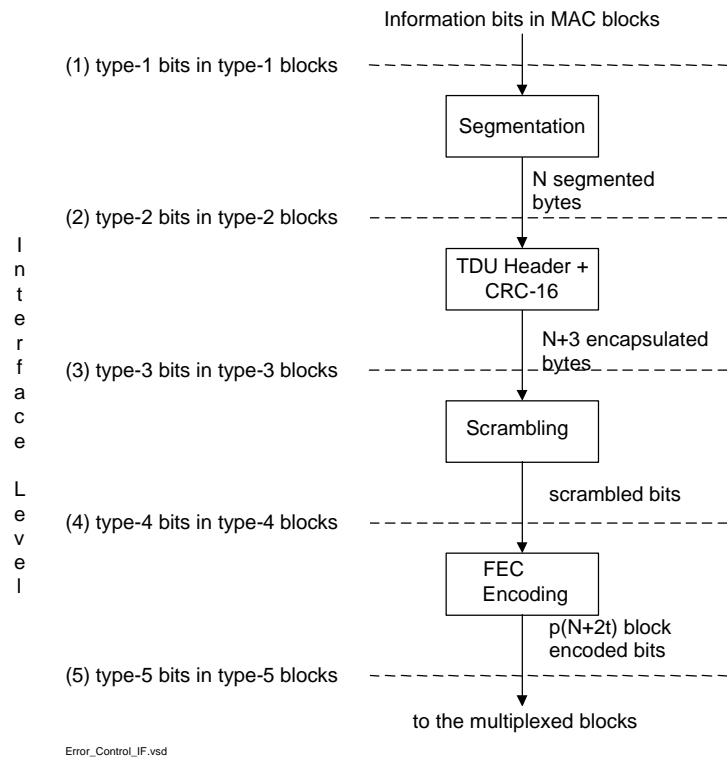 Information bits in MAC blocks
(1) type-1 bits in type-1 blocks
Segmentation
N segmented
bytes
(2) type-2 bits in type-2 blocks
TDU Header +
CRC-16
N+3 encapsulated
bytes
(3) type-3 bits in type-3 blocks
Scrambling
scrambled bits
(4) type-4 bits in type-4 blocks
FEC
Encoding
p(N+2t) block
encoded bits
(5) type-5 bits in type-5 blocks
to the multiplexed blocks
Interface Level
Error_Control_IF.vsd